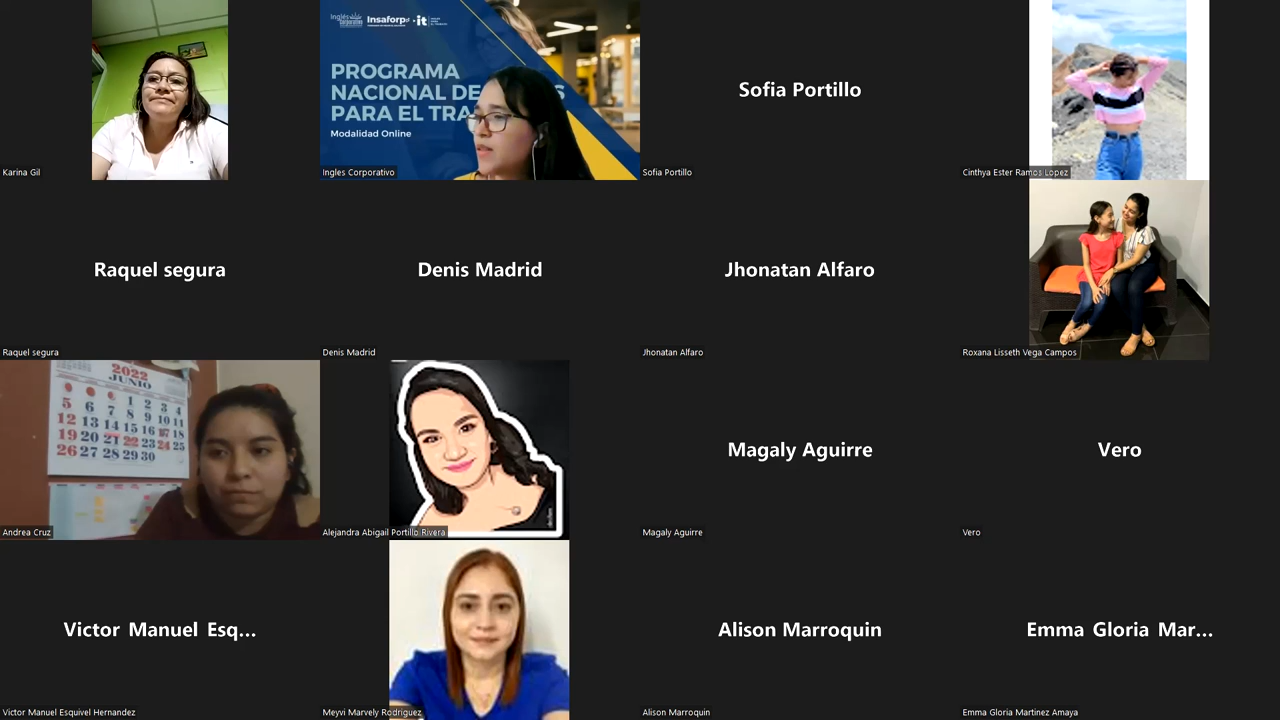 Inglés
corporativo
Insaforp
it
PROGRAMA
NACIONAL DE S
PARA EL TRA
Modalidad Online
Karina Gil
Ingles Corporativo
Sofia Portillo
Sofia Portillo
Cinthya Ester Ramos Lopez
Raquel segura
Raquel segura
Denis Madrid
Denis Madrid
Jhonatan Alfaro
Jhonatan Alfaro
Roxana Lisseth Vega Campos
2022
JUNIO
1 2 3 4
5 6 7 8 9 10 11
12 13 14 15 16 17 18
19 20 21 22 23 24 25
26 27 28 29 30
Andrea Cruz
Alejandra Abigail Portillo Rivera
Magaly Aguirre
Magaly Aguirre
Vero
Vero
Victor Manuel Esq...
Victor Manuel Esquivel Hernandez
Meyvi Marvely Rodriguez
Alison Marroquin
Alison Marroquin
Emma Gloria Mar...
Emma Gloria Martinez Amaya